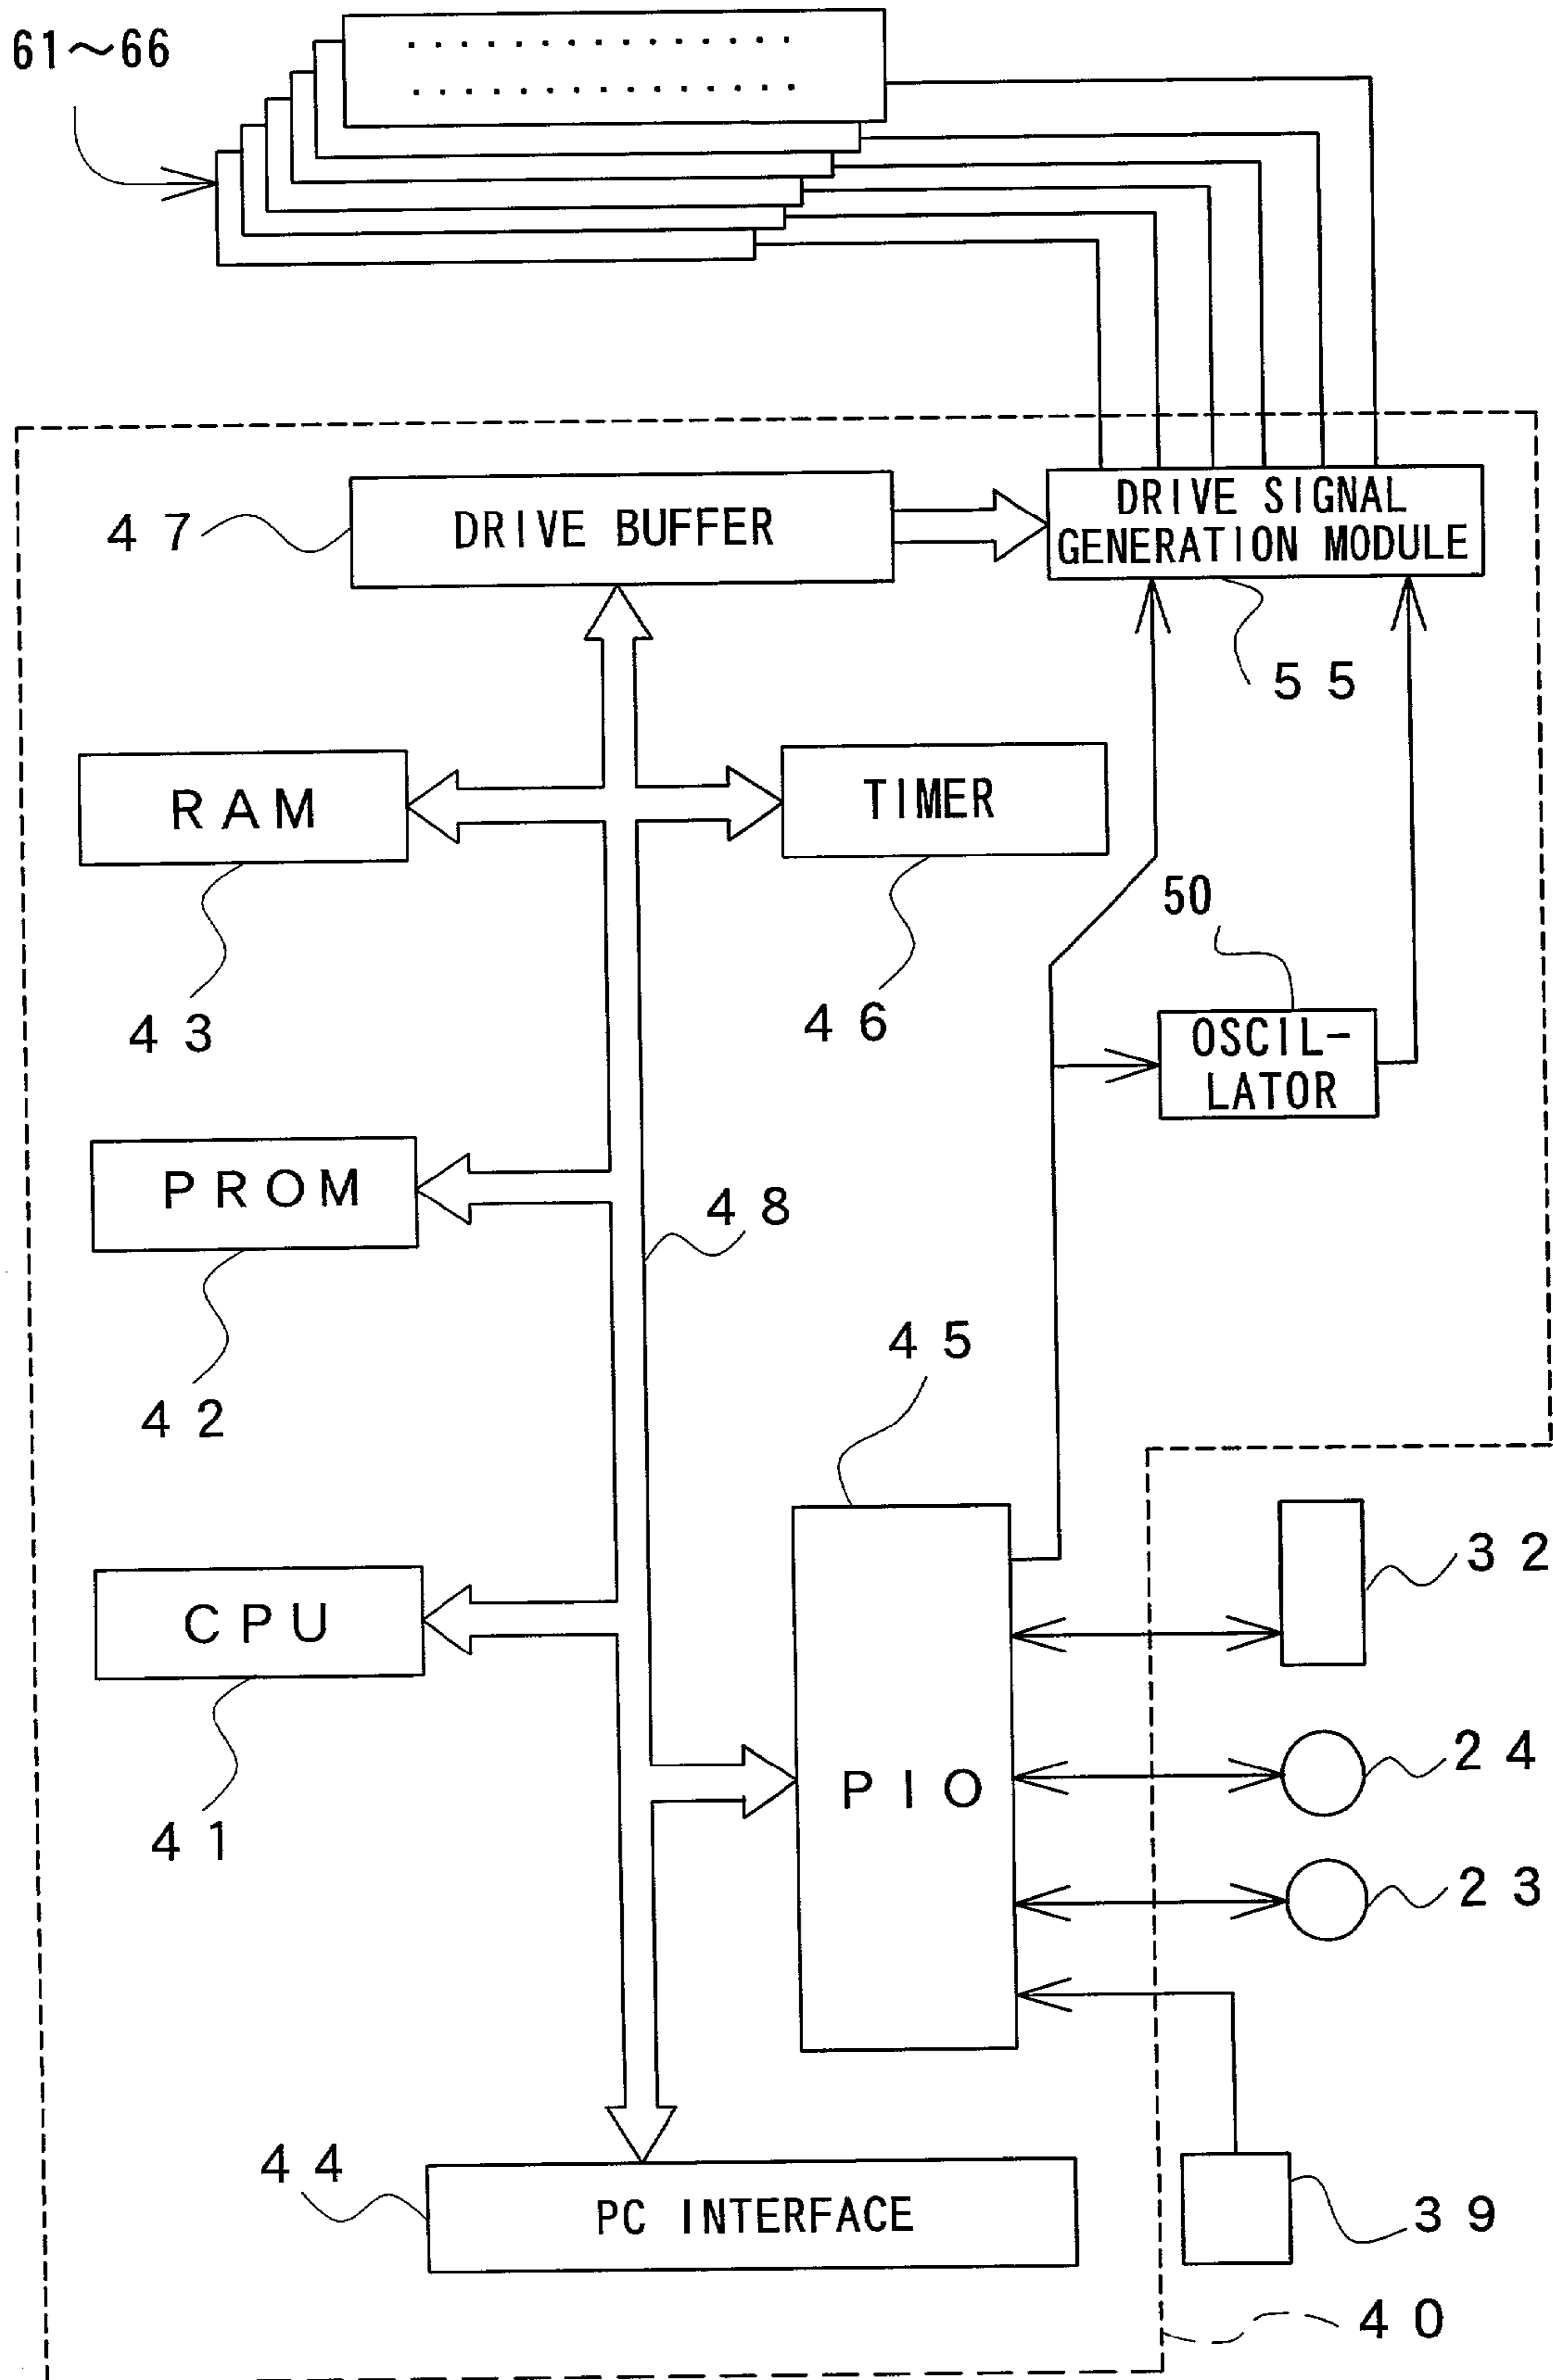 61～66
DRIVE BUFFER
47
DRIVE SIGNAL
GENERATION MODULE
55
RAM
43
TIMER
46
50
OSCIL-
LATOR
PROM
42
48
45
CPU
41
PIO
32
24
23
44
PC INTERFACE
39
40